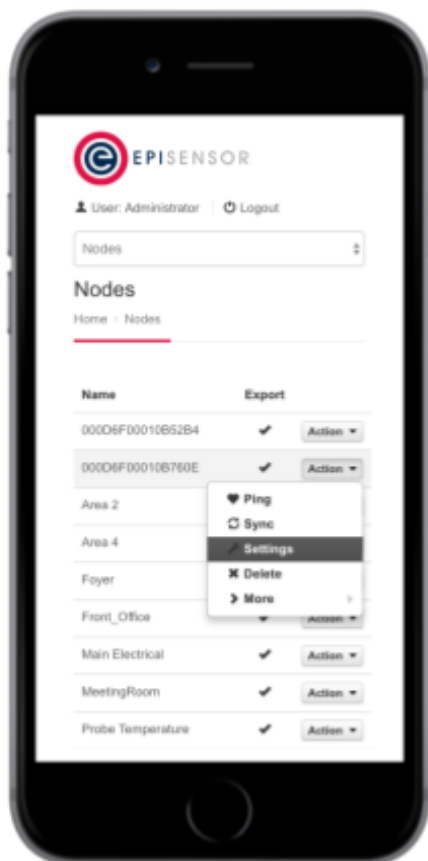 e EPISENSOR
User: Administrator Logout
Nodes
Nodes
Home Nodes
Name Export
000D6F00010B52B4 Action
000D6F00010B760E Action
Ping
Area 2
Sync
Area 4
Settings
Foyer
Delete
More
Front_Office Action
Main Electrical Action
MeetingRoom Action
Probe Temperature Action